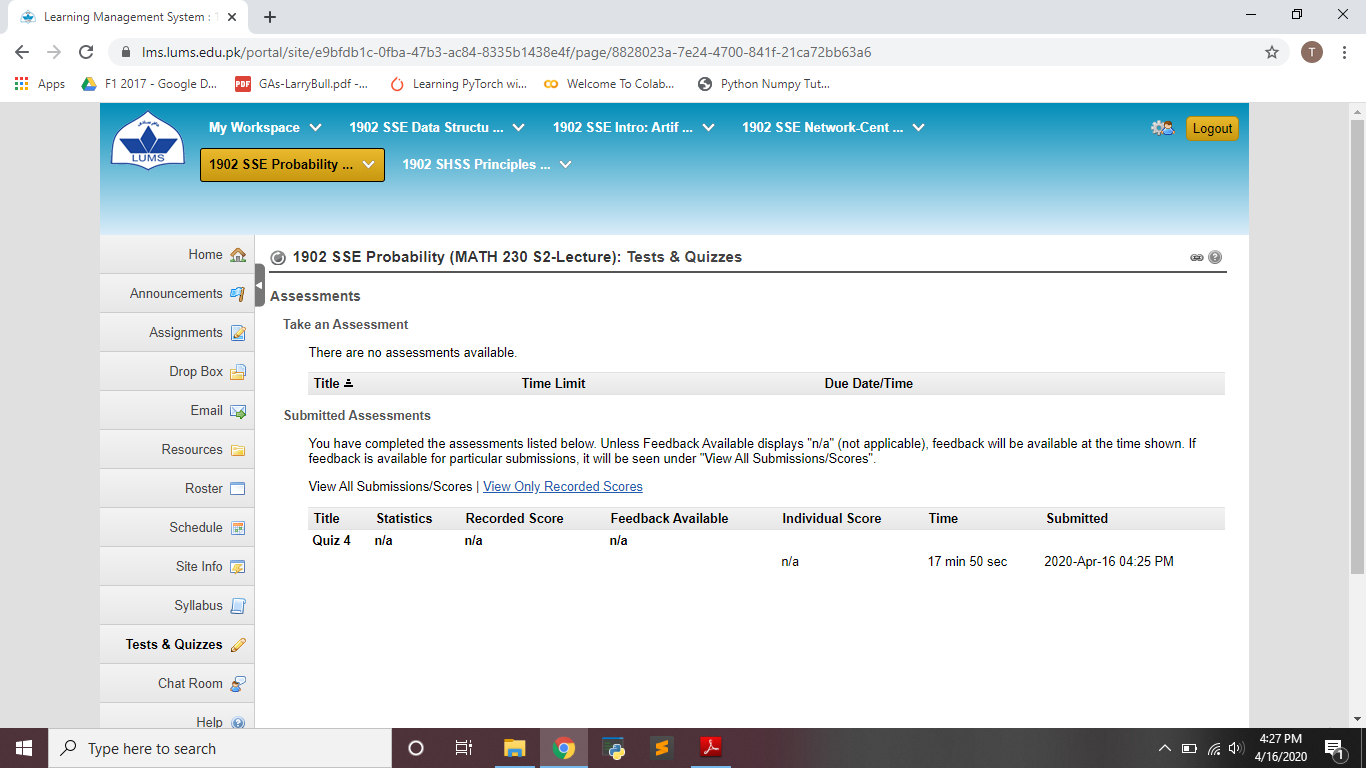 Learning Management System : 1
lms.lums.edu.pk/portal/site/e9bfdb1c-0fba-47b3-ac84-8335b1438e4f/page/8828023a-7e24-4700-841f-21ca72bb63a6
T
Apps F1 2017 - Google D... PDF GAs-LarryBull.pdf -... Learning PyTorch wi... Welcome To Colab... Python Numpy Tut...
LUMS
My Workspace 1902 SSE Data Structu ... 1902 SSE Intro: Artif ... 1902 SSE Network-Cent ... Logout
1902 SSE Probability ... 1902 SHSS Principles ...
Home
Announcements
Assignments
Drop Box
Email
Resources
Roster
Schedule
Site Info
Syllabus
Tests & Quizzes
Chat Room
Help
1902 SSE Probability (MATH 230 S2-Lecture): Tests & Quizzes
Assessments
Take an Assessment
There are no assessments available.
Title Time Limit Due Date/Time
Submitted Assessments
You have completed the assessments listed below. Unless Feedback Available displays "n/a" (not applicable), feedback will be available at the time shown. If
feedback is available for particular submissions, it will be seen under "View All Submissions/Scores".
View All Submissions/Scores | View Only Recorded Scores
Title Statistics Recorded Score Feedback Available Individual Score Time Submitted
Quiz 4 n/a n/a n/a
n/a 17 min 50 sec 2020-Apr-16 04:25 PM
Type here to search
4:27 PM
4/16/2020
1